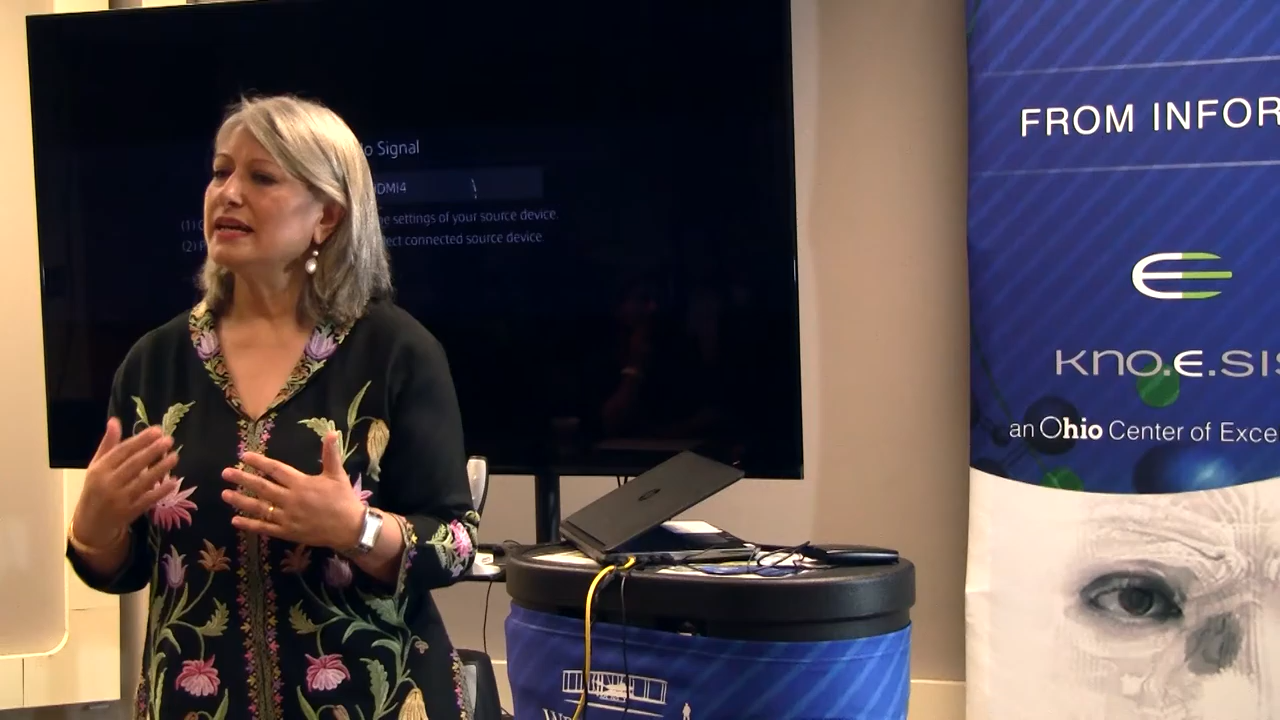 o Signal
DMI4
(1)
e settings of your source device.
(2) P
ect connected source device.
FROM INFOR
KNO.E.SIS
an Ohio Center of Exce